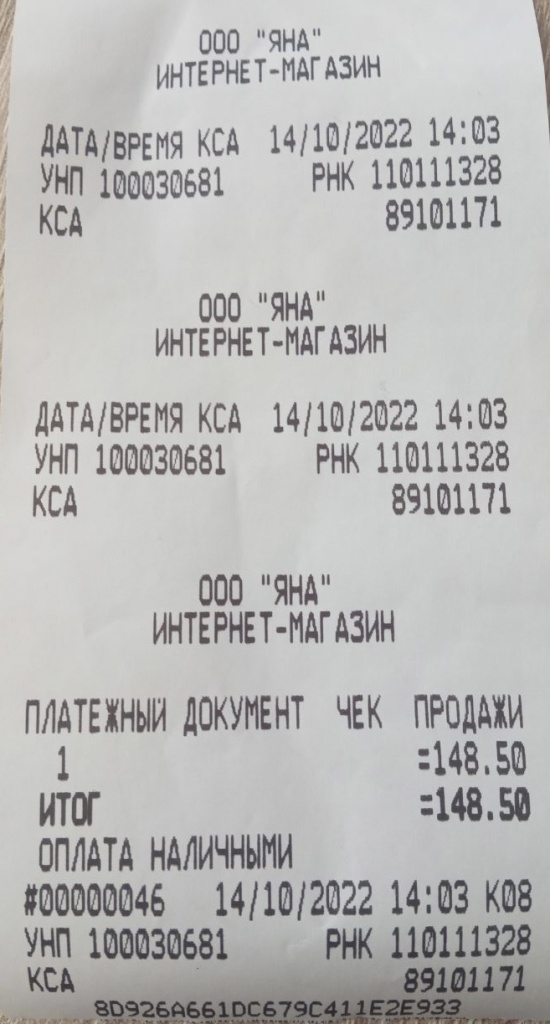 ООО "ЯНА"
ИНТЕРНЕТ-МАГАЗИН
ДАТА/ВРЕМЯ КСА 14/10/2022 14:03
УНП 100030681 РНК 110111328
КСА 89101171
ООО "ЯНА"
ИНТЕРНЕТ-МАГАЗИН
ДАТА/ВРЕМЯ КСА 14/10/2022 14:03
УНП 100030681 РНК 110111328
КСА 89101171
ООО "ЯНА"
ИНТЕРНЕТ-МАГАЗИН
ПЛАТЕЖНЫЙ ДОКУМЕНТ ЧЕК ПРОДАЖИ
1 =148.50
ИТОГ =148.50
ОПЛАТА НАЛИЧНЫМИ
#00000046 14/10/2022 14:03 К08
УНП 100030681 РНК 110111328
КСА 89101171
8D926A661DC679C411E2E933